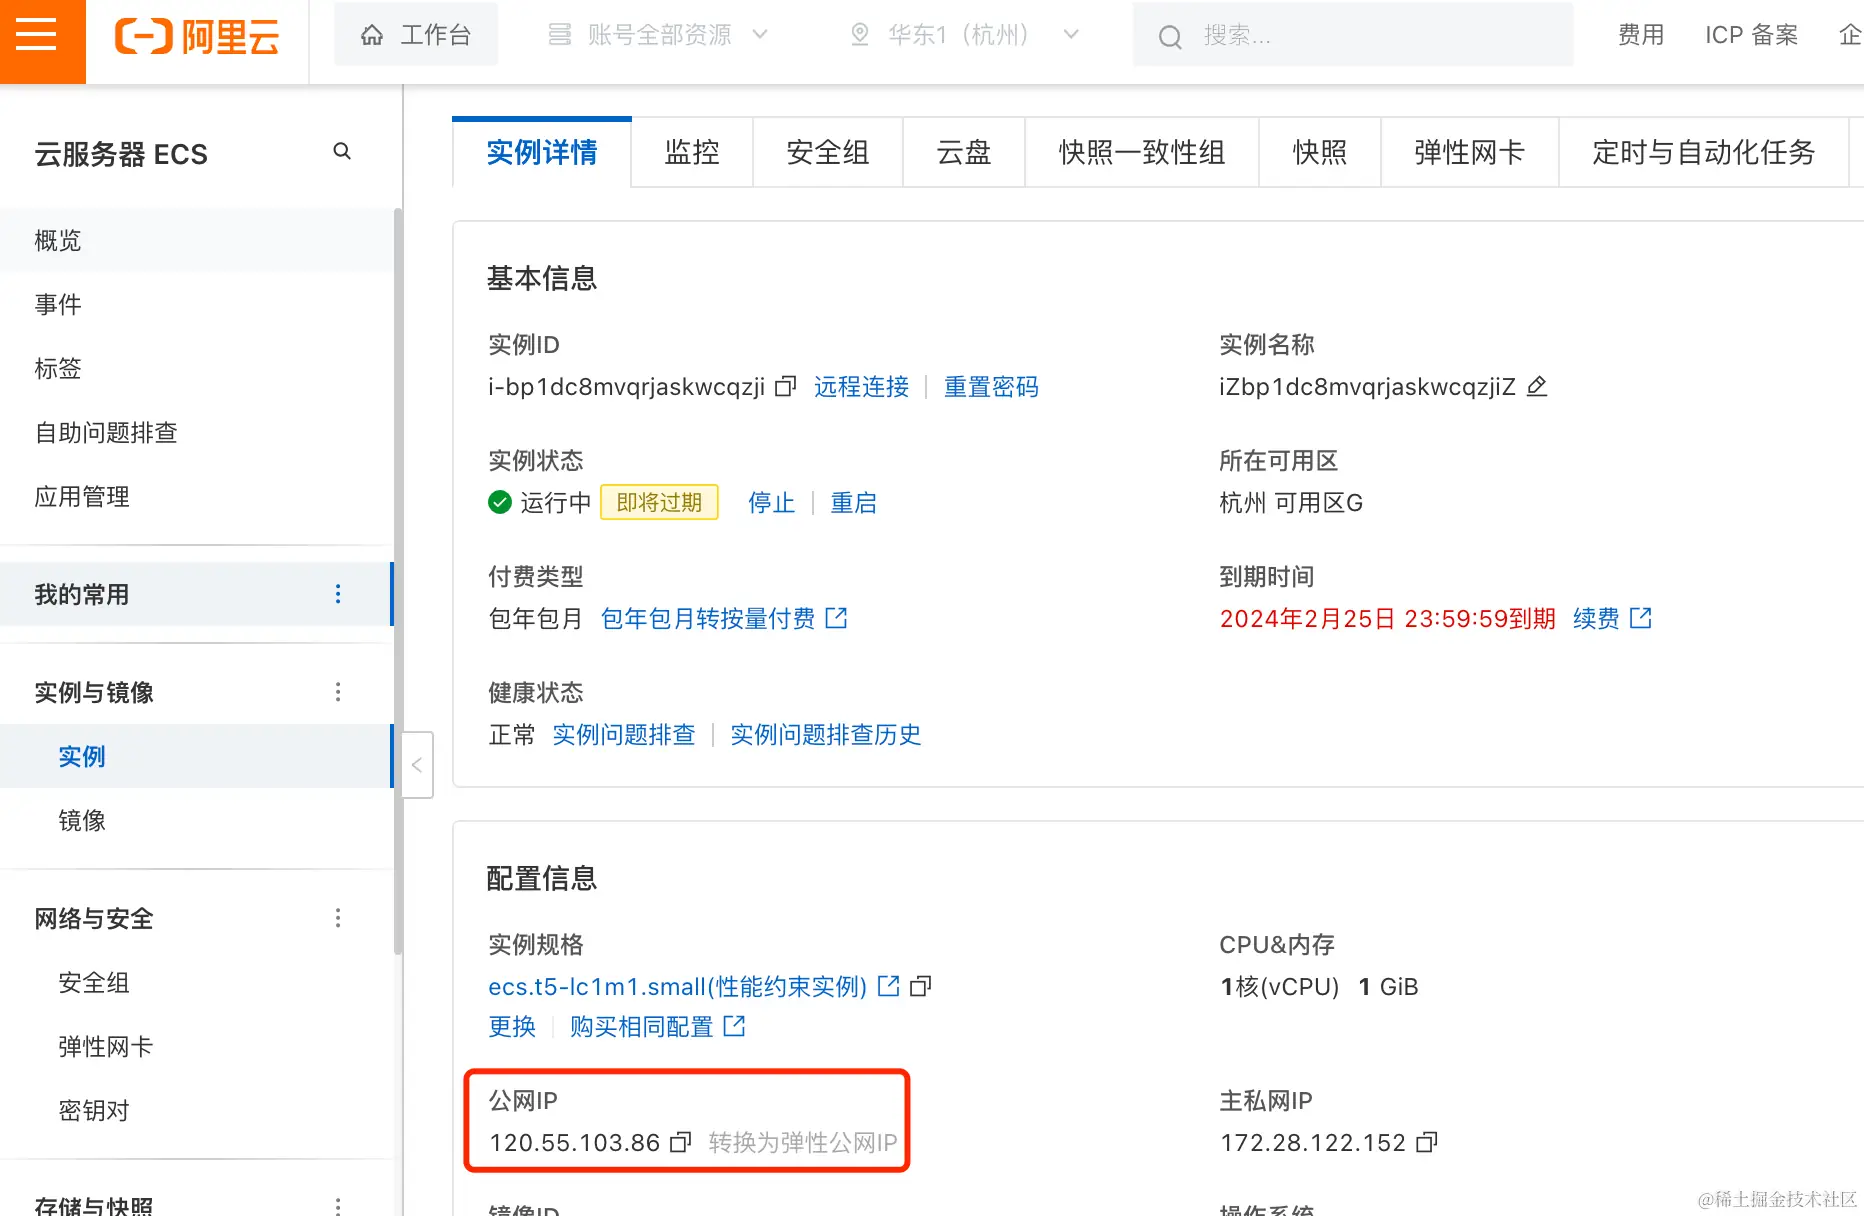 阿里云
工作台
账号全部资源
华东1（杭州）
搜索...
费用
ICP 备案
企
云服务器 ECS
概览
事件
标签
自助问题排查
应用管理
我的常用
实例与镜像
实例
镜像
网络与安全
安全组
弹性网卡
密钥对
存储与快照
实例详情
监控
安全组
云盘
快照一致性组
快照
弹性网卡
定时与自动化任务
基本信息
实例ID
i-bp1dc8mvqrjaskwcqzji 远程连接 | 重置密码
实例名称
iZbp1dc8mvqrjaskwcqzjiZ
实例状态
运行中 即将过期 停止 | 重启
所在可用区
杭州 可用区G
付费类型
包年包月 包年包月转按量付费
到期时间
2024年2月25日 23:59:59到期 续费
健康状态
正常 实例问题排查 | 实例问题排查历史
配置信息
实例规格
ecs.t5-lc1m1.small(性能约束实例)
更换 | 购买相同配置
CPU&内存
1核(vCPU) 1 GiB
公网IP
120.55.103.86 转换为弹性公网IP
主私网IP
172.28.122.152
镜像ID
操作系统
@稀土掘金技术社区